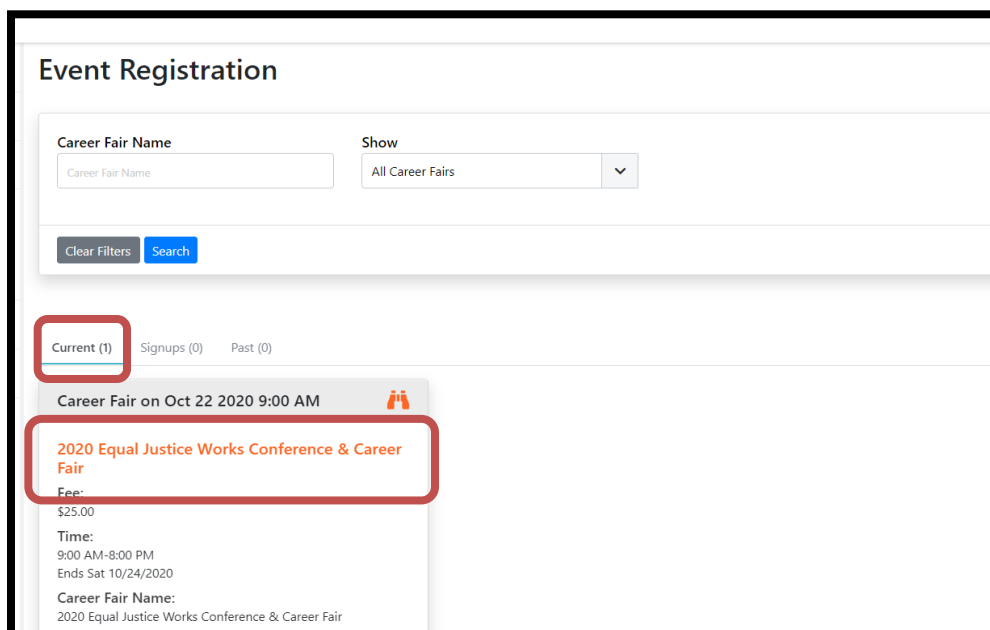 Event Registration
Career Fair Name
Show
Career Fair Name
All Career Fairs
Clear Filters
Search
Current (1)
Signups (0)
Past (0)
Career Fair on Oct 22 2020 9:00 AM
2020 Equal Justice Works Conference & Career
Fair
Fee:
$25.00
Time:
9:00 AM-8:00 PM
Ends Sat 10/24/2020
Career Fair Name:
2020 Equal Justice Works Conference & Career Fair